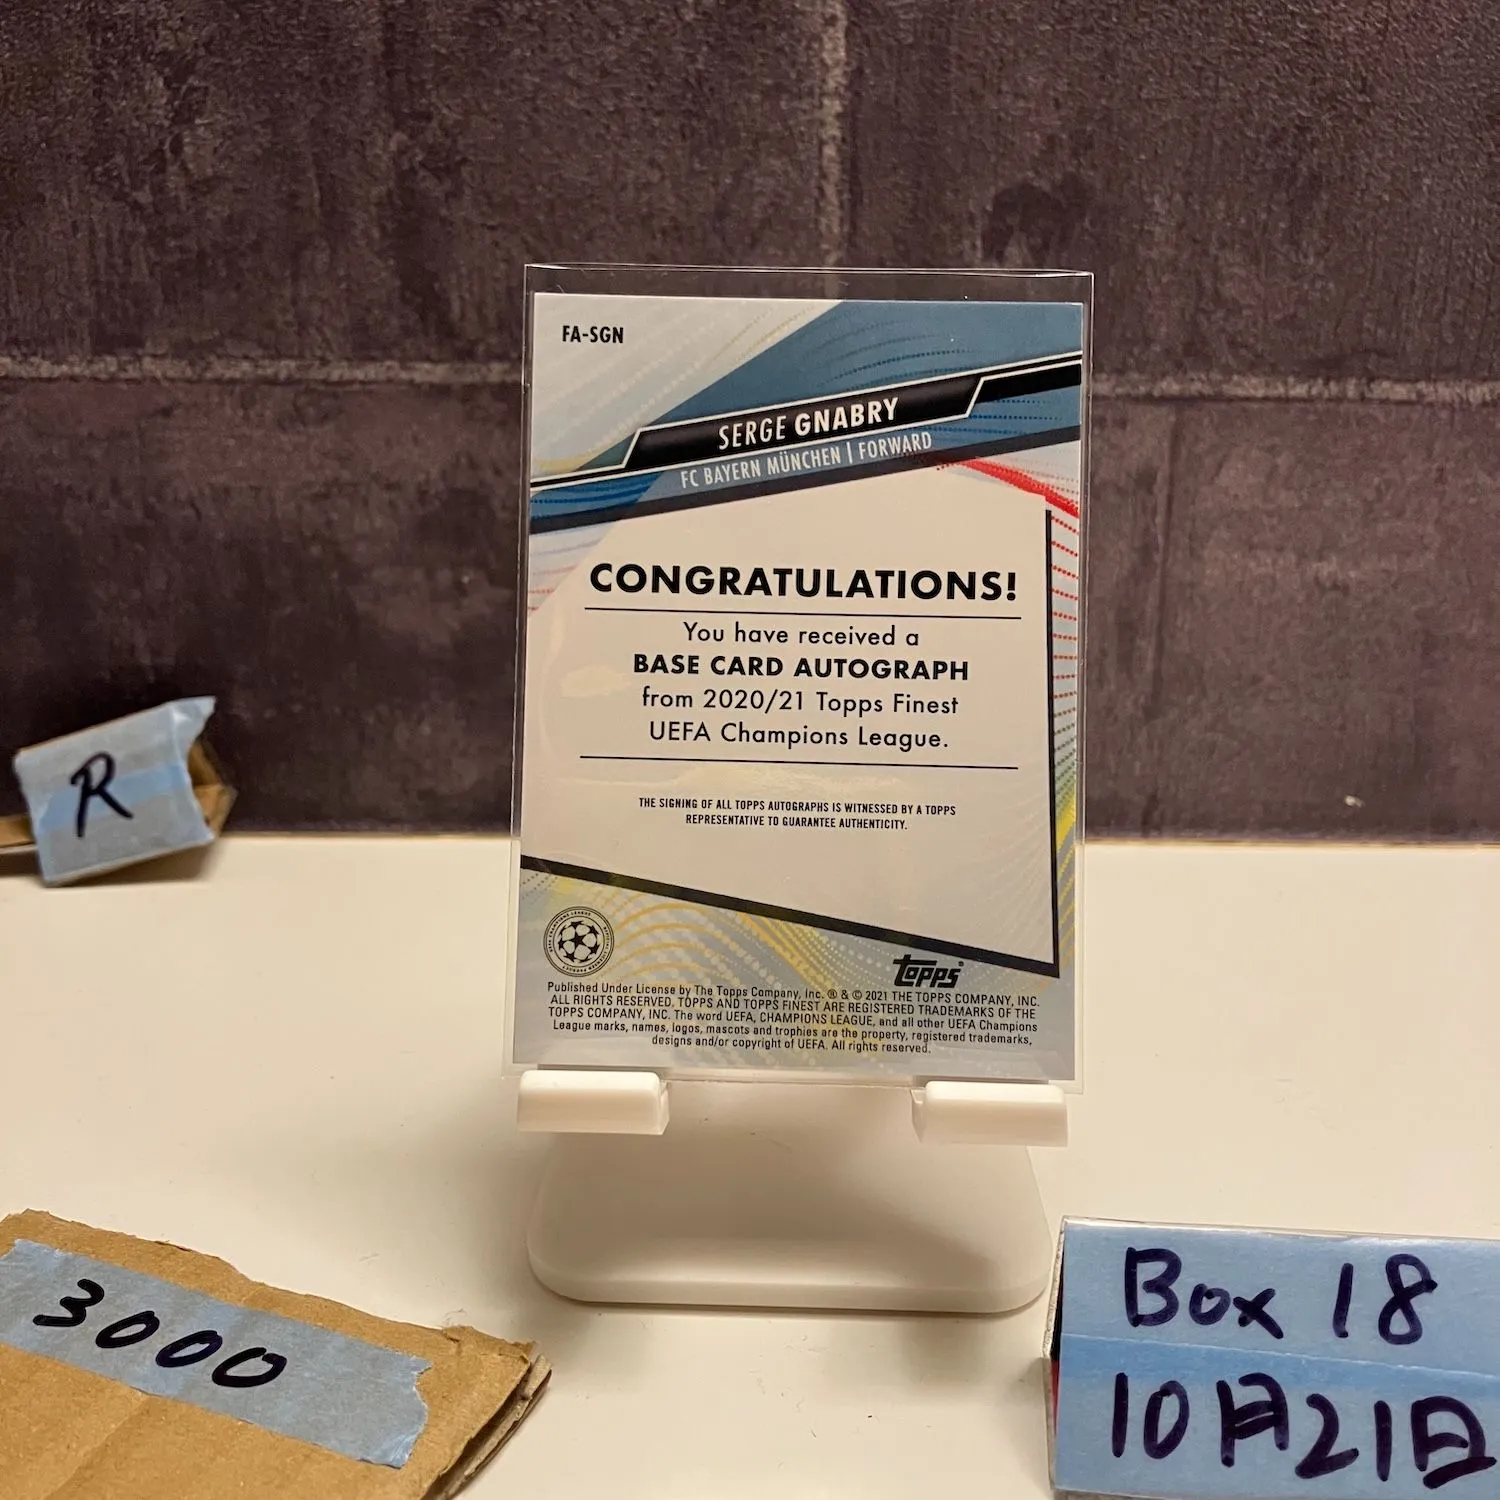 FA-SGN
SERGE GNABRY
FC BAYERN MÜNCHEN | FORWARD
CONGRATULATIONS!
You have received a
BASE CARD AUTOGRAPH
from 2020/21 Topps Finest
UEFA Champions League.
THE SIGNING OF ALL TOPPS AUTOGRAPHS IS WITNESSED BY A TOPPS
REPRESENTATIVE TO GUARANTEE AUTHENTICITY.
topps
Published Under License by The Topps Company, Inc. ® & © 2021 THE TOPPS COMPANY, INC.
ALL RIGHTS RESERVED. TOPPS AND TOPPS FINEST ARE REGISTERED TRADEMARKS OF THE
TOPPS COMPANY, INC. The word UEFA, CHAMPIONS LEAGUE, and all other UEFA Champions
League marks, names, logos, mascots and trophies are the property, registered trademarks,
designs and/or copyright of UEFA. All rights reserved.
R
3000
Box 18
10月21日